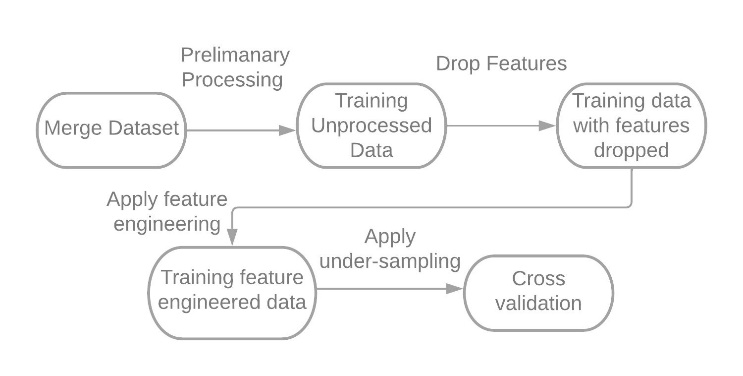 Prelimanary
Processing
Drop Features
Merge Dataset
Training
Unprocessed
Data
Training data
with features
dropped
Apply feature
engineering
Apply
under-sampling
Training feature
engineered data
Cross
validation